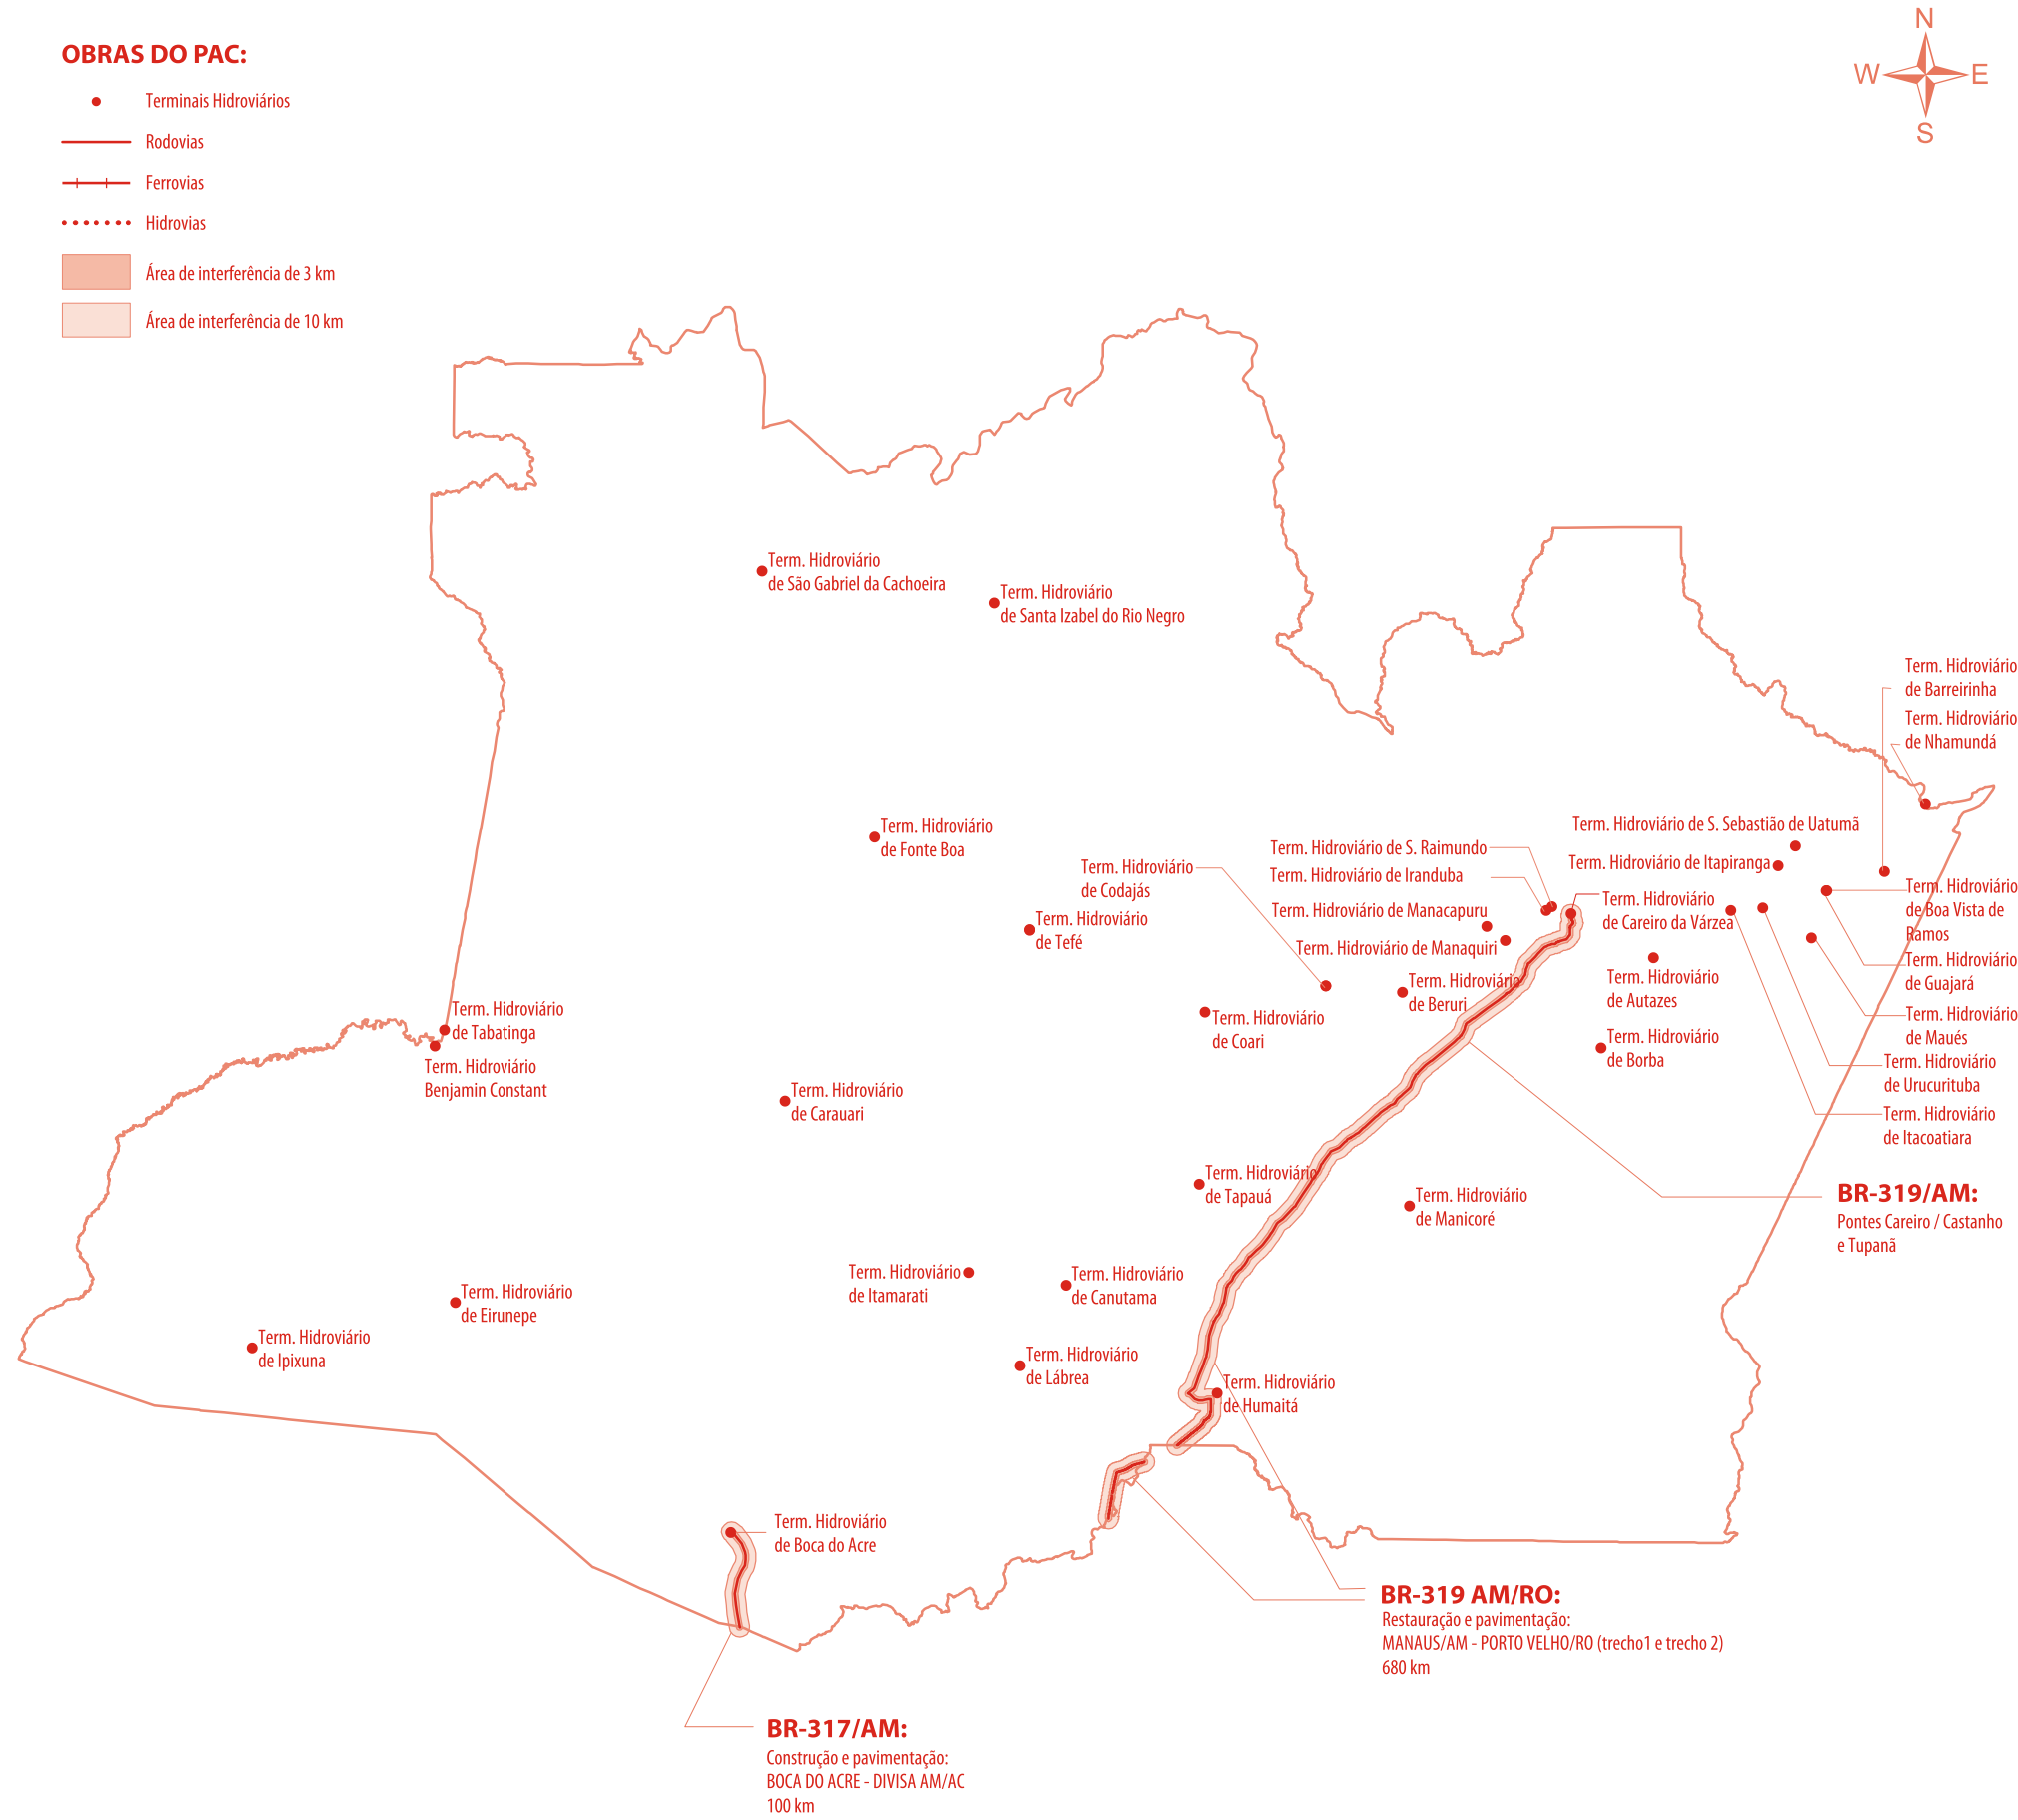 OBRAS DO PAC:
Terminais Hidroviários
Rodovias
Ferrovias
Hidrovias
Área de interferência de 3 km
Área de interferência de 10 km
N
W
E
S
Term. Hidroviário
de São Gabriel da Cachoeira
Term. Hidroviário
de Santa Izabel do Rio Negro
Term. Hidroviário
de Barreirinha
Term. Hidroviário
de Nhamundá
Term. Hidroviário
de Fonte Boa
Term. Hidroviário
de Codajás
Term. Hidroviário
de Tefé
Term. Hidroviário de S. Raimundo
Term. Hidroviário de Iranduba
Term. Hidroviário de Manacapuru
Term. Hidroviário de Manaquiri
Term. Hidroviário de S. Sebastião de Uatumã
Term. Hidroviário de Itapiranga
Term. Hidroviário
de Careiro da Várzea
Term. Hidroviário
de Boa Vista de
Ramos
Term. Hidroviário
de Guajará
Term. Hidroviário
de Maués
Term. Hidroviário
de Urucurituba
Term. Hidroviário
de Itacoatiara
Term. Hidroviário
de Autazes
Term. Hidroviário
de Borba
Term. Hidroviário
de Beruri
Term. Hidroviário
de Coari
Term. Hidroviário
de Tabatinga
Term. Hidroviário
Benjamin Constant
Term. Hidroviário
de Carauari
Term. Hidroviário
de Tapauá
Term. Hidroviário
de Manicoré
BR-319/AM:
Pontes Careiro / Castanho
e Tupanã
Term. Hidroviário
de Itamarati
Term. Hidroviário
de Canutama
Term. Hidroviário
de Eirunepe
Term. Hidroviário
de Ipixuna
Term. Hidroviário
de Lábrea
Term. Hidroviário
de Humaitá
Term. Hidroviário
de Boca do Acre
BR-319 AM/RO:
Restauração e pavimentação:
MANAUS/AM - PORTO VELHO/RO (trecho1 e trecho 2)
680 km
BR-317/AM:
Construção e pavimentação:
BOCA DO ACRE - DIVISA AM/AC
100 km